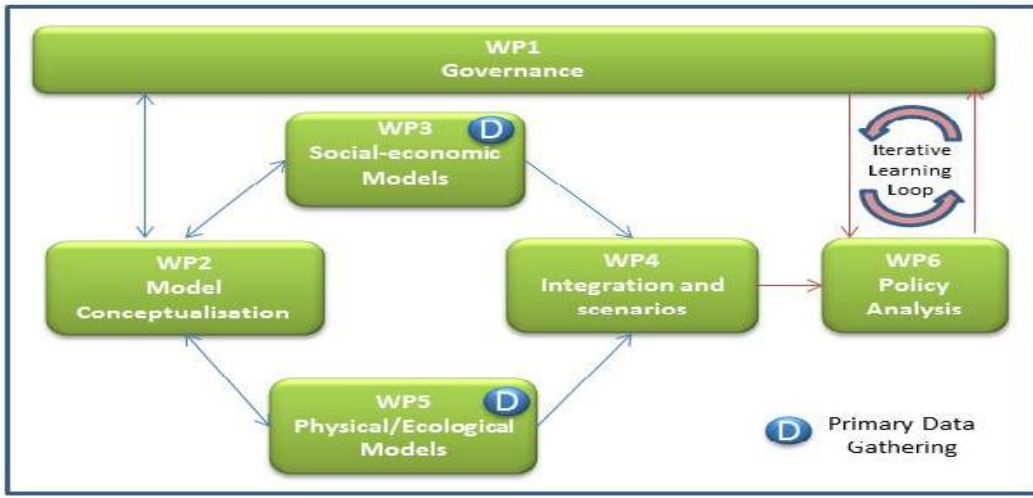 WP1
Governance
WP3
D
Social-economic
Models
Iterative
Learning
Loop
WP2
Model
Conceptualisation
WP4
Integration and
scenarios
WP6
Policy
Analysis
WP5
D
Physical/Ecological
Models
D
Primary Data
Gathering